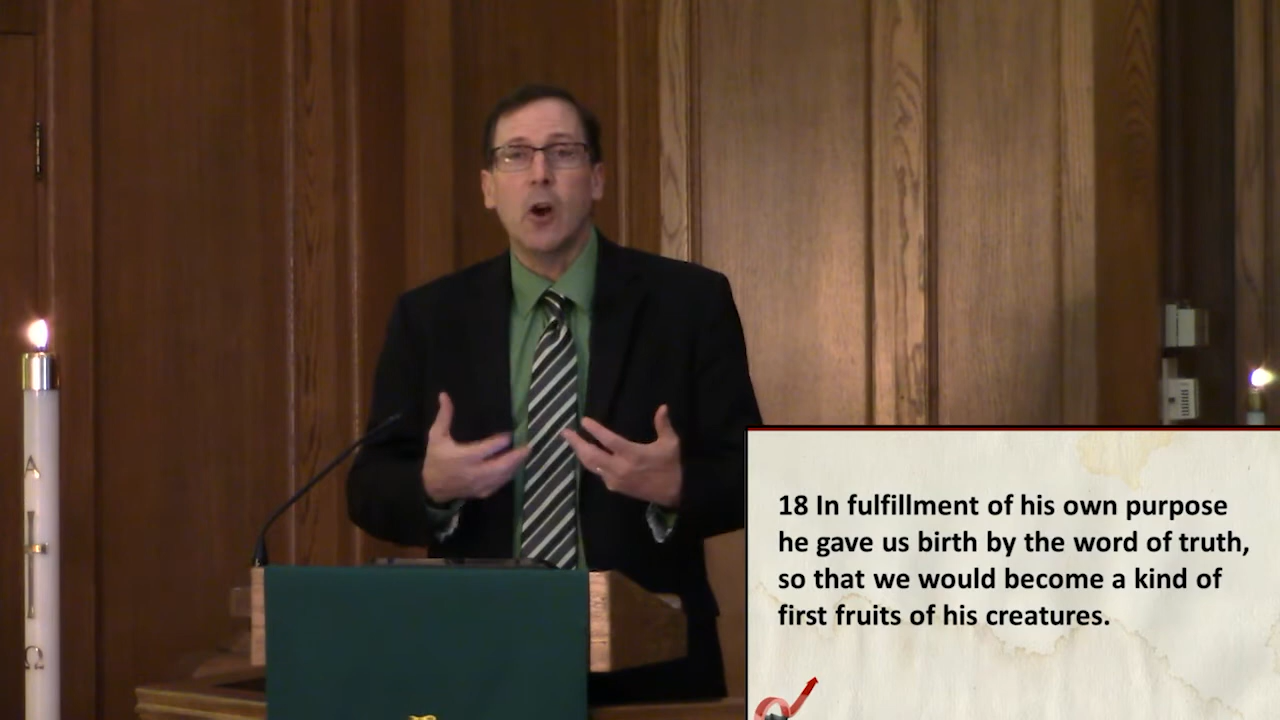 Α
Ω
18 In fulfillment of his own purpose
he gave us birth by the word of truth,
so that we would become a kind of
first fruits of his creatures.